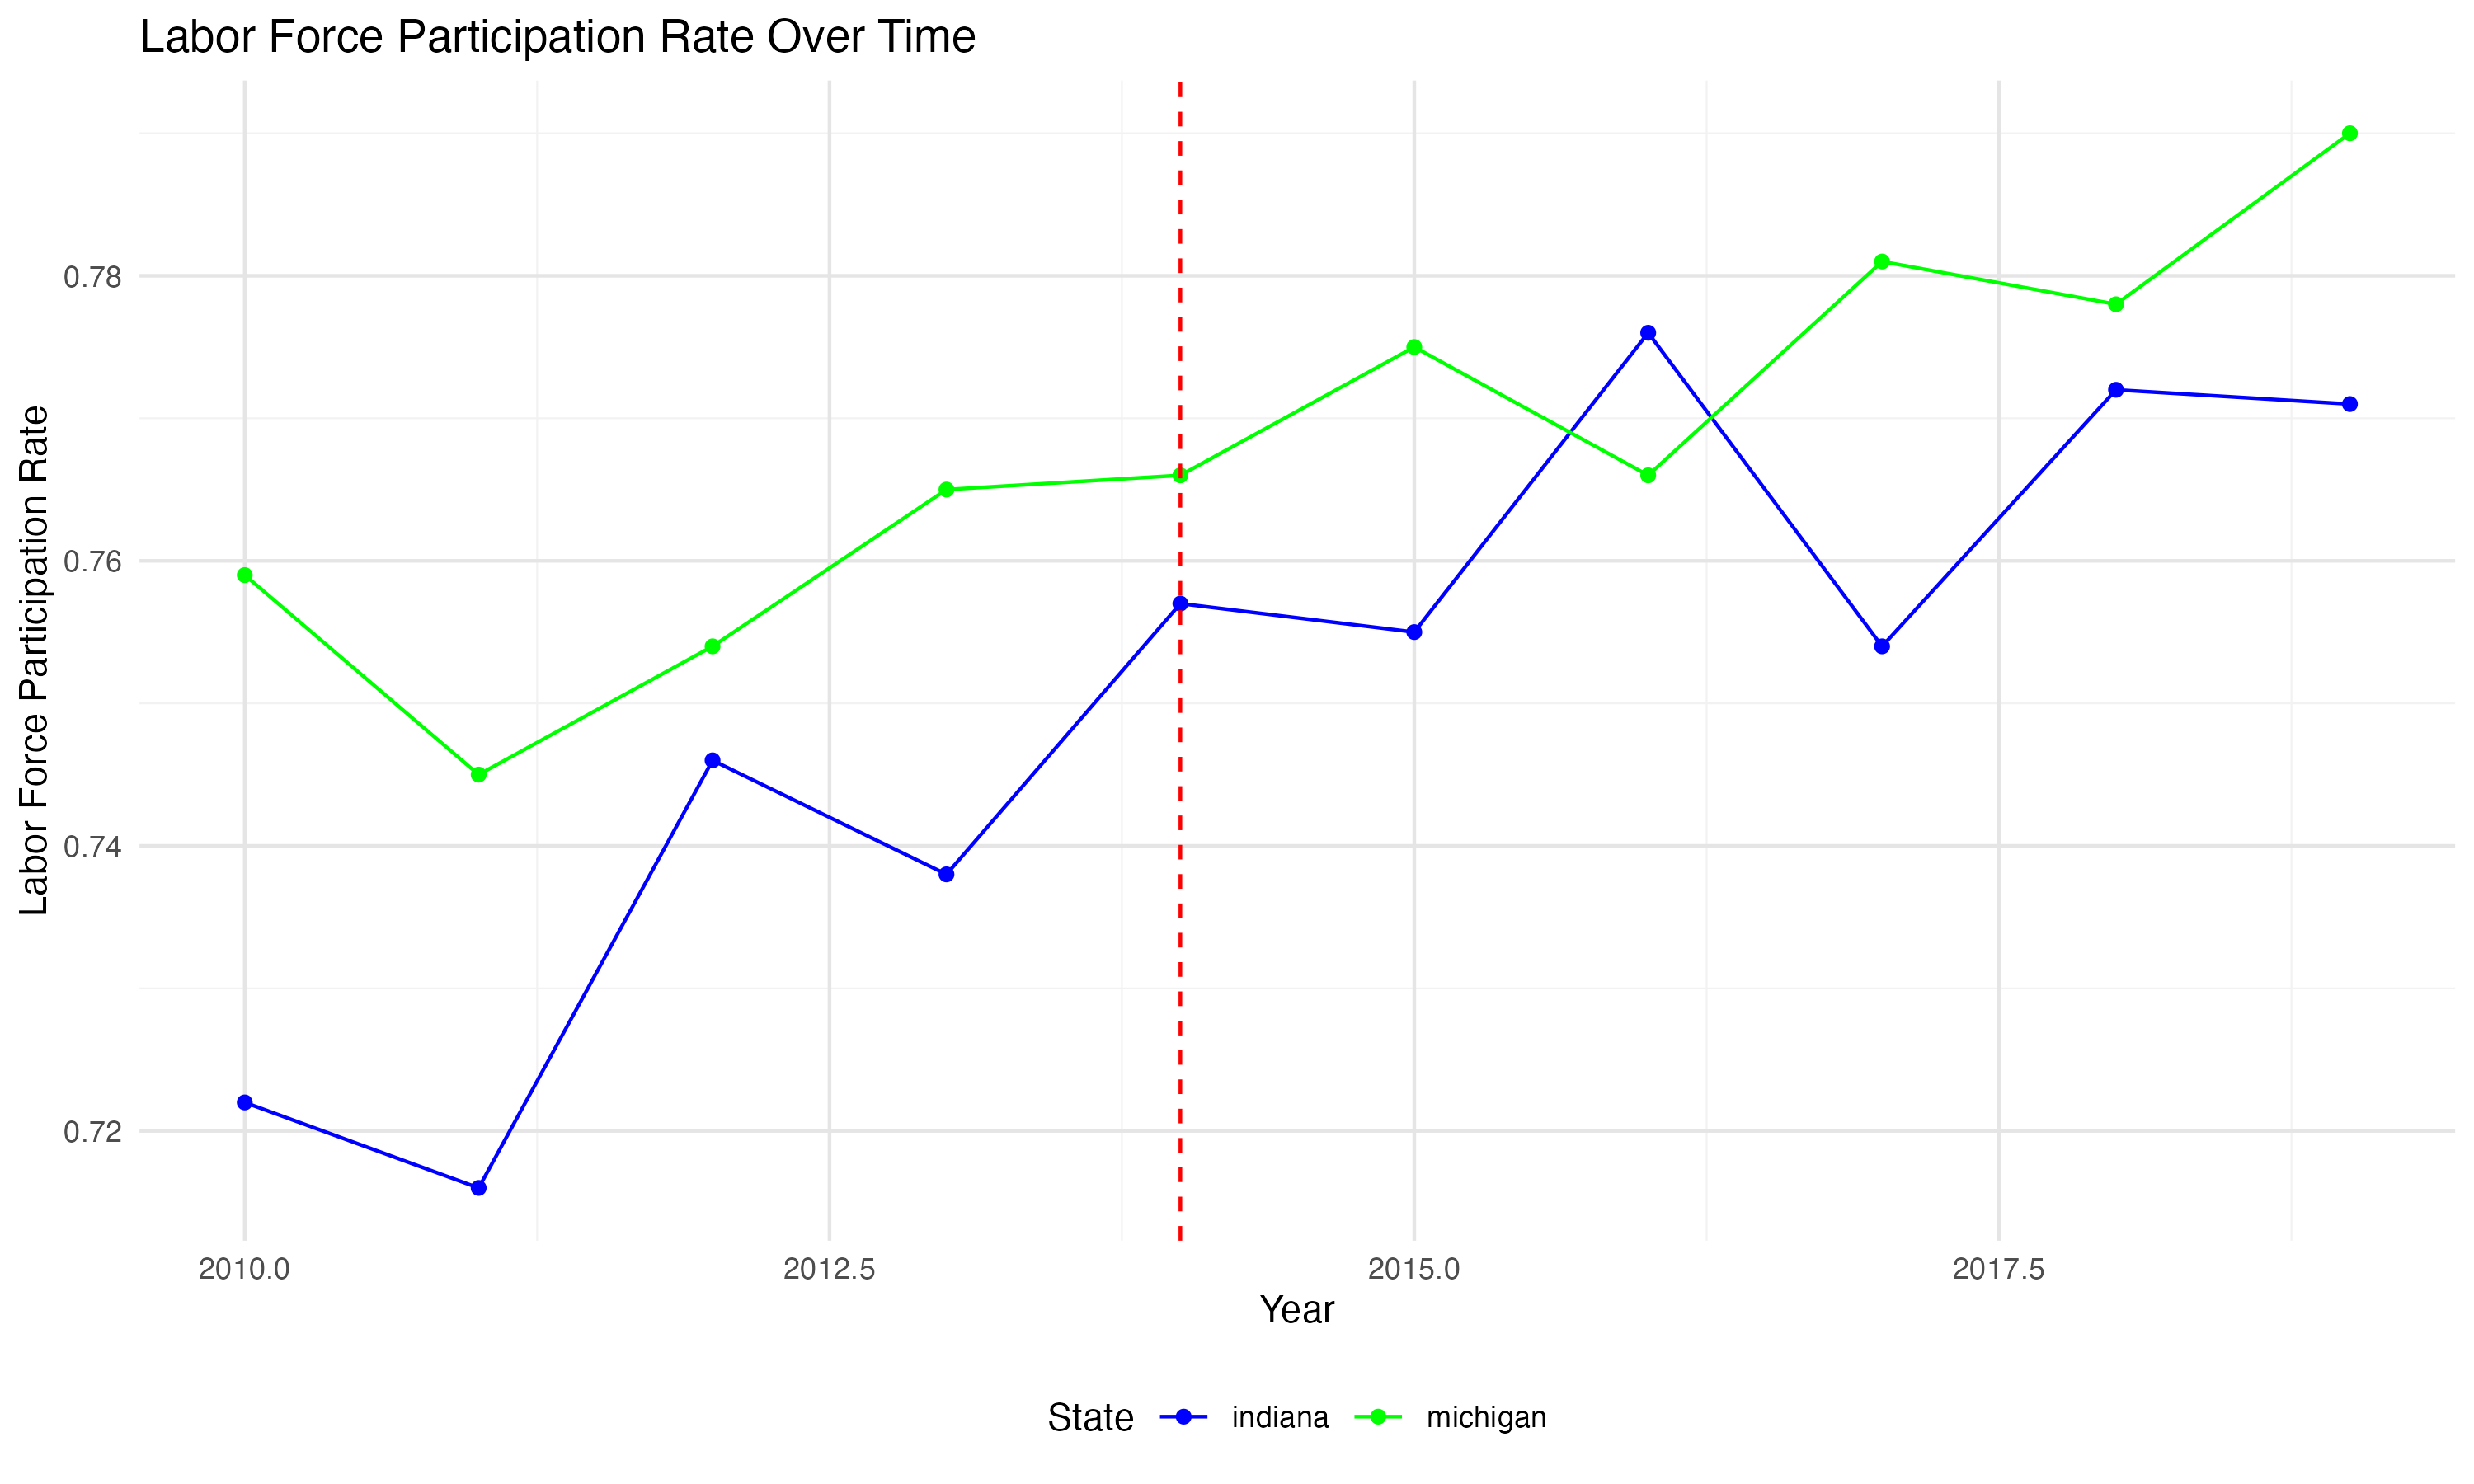 Labor Force Participation Rate Over Time
Labor Force Participation Rate
0.78
0.76
0.74
0.72
2010.0 2012.5 2015.0 2017.5
Year
State indiana michigan